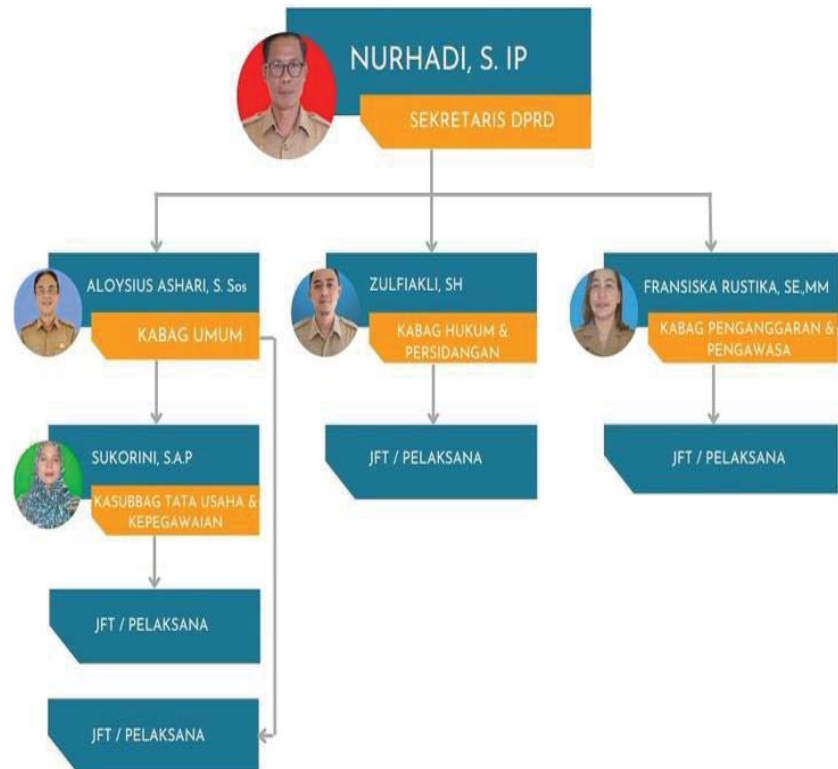 NURHADI, S. IP
SEKRETARIS DPRD
ALOYSIUS ASHARI, S. Sos
KABAG UMUM
ZULFIAKLI, SH
KABAG HUKUM &
PERSIDANGAN
FRANSISKA RUSTIKA, SE,,MM
KABAG PENGANGGARAN &
PENGAWASA
SUKORINI, S.A.P
KASUBBAG TATA USAHA &
KEPEGAWAIAN
JFT / PELAKSANA
JFT / PELAKSANA
JFT / PELAKSANA
JFT / PELAKSANA